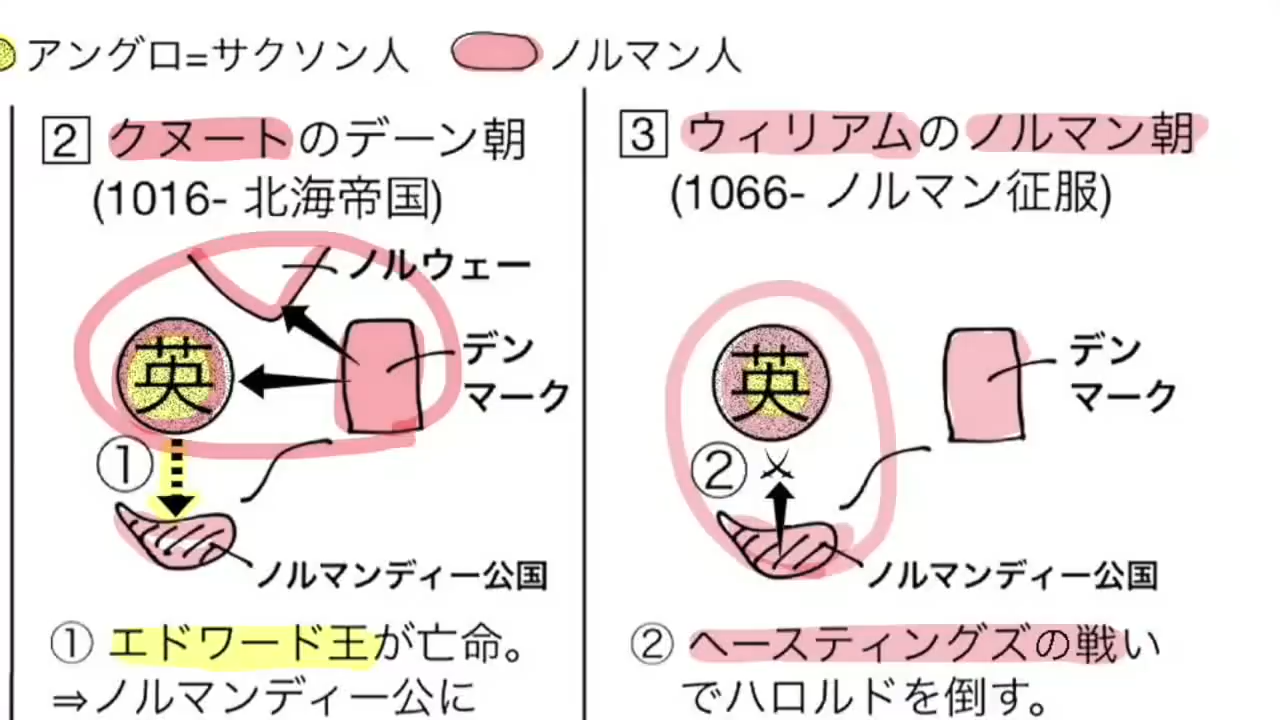 アングロ=サクソン人
ノルマン人
2 クヌートのデーン朝
(1016- 北海帝国)
ノルウェー
英
デン
マーク
①
ノルマンディー公国
① エドワード王が亡命。
⇒ノルマンディー公に
3 ウィリアムのノルマン朝
(1066- ノルマン征服)
英
デン
マーク
②
ノルマンディー公国
② ヘースティングズの戦い
でハロルドを倒す。